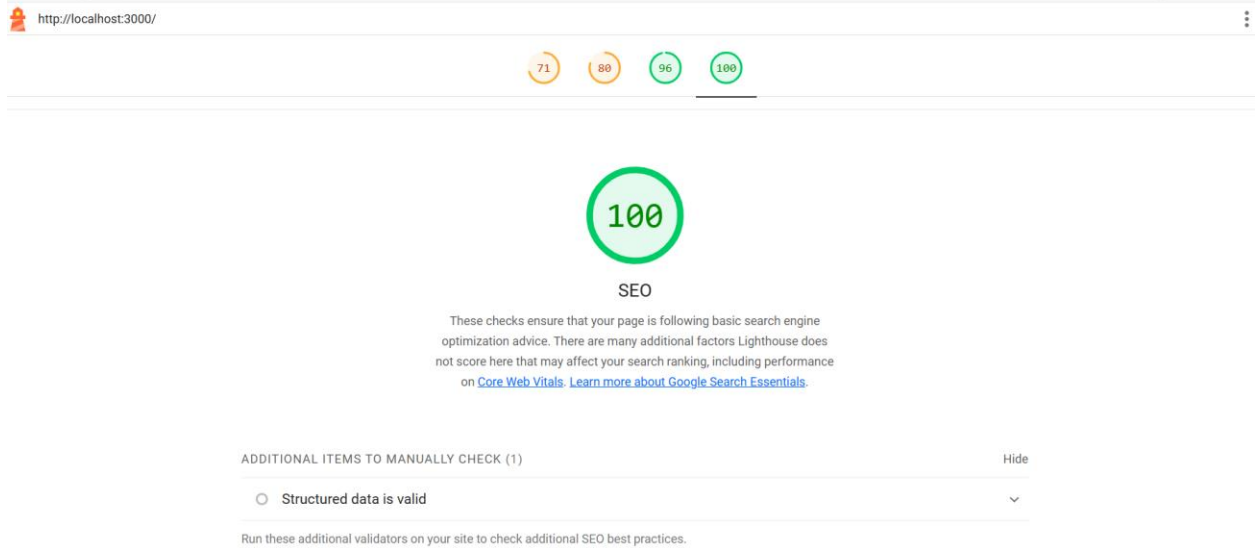 http://localhost:3000/
71 80 96 100
100
SEO
These checks ensure that your page is following basic search engine
optimization advice. There are many additional factors Lighthouse does
not score here that may affect your search ranking, including performance
on Core Web Vitals. Learn more about Google Search Essentials.
ADDITIONAL ITEMS TO MANUALLY CHECK (1) Hide
Structured data is valid
Run these additional validators on your site to check additional SEO best practices.